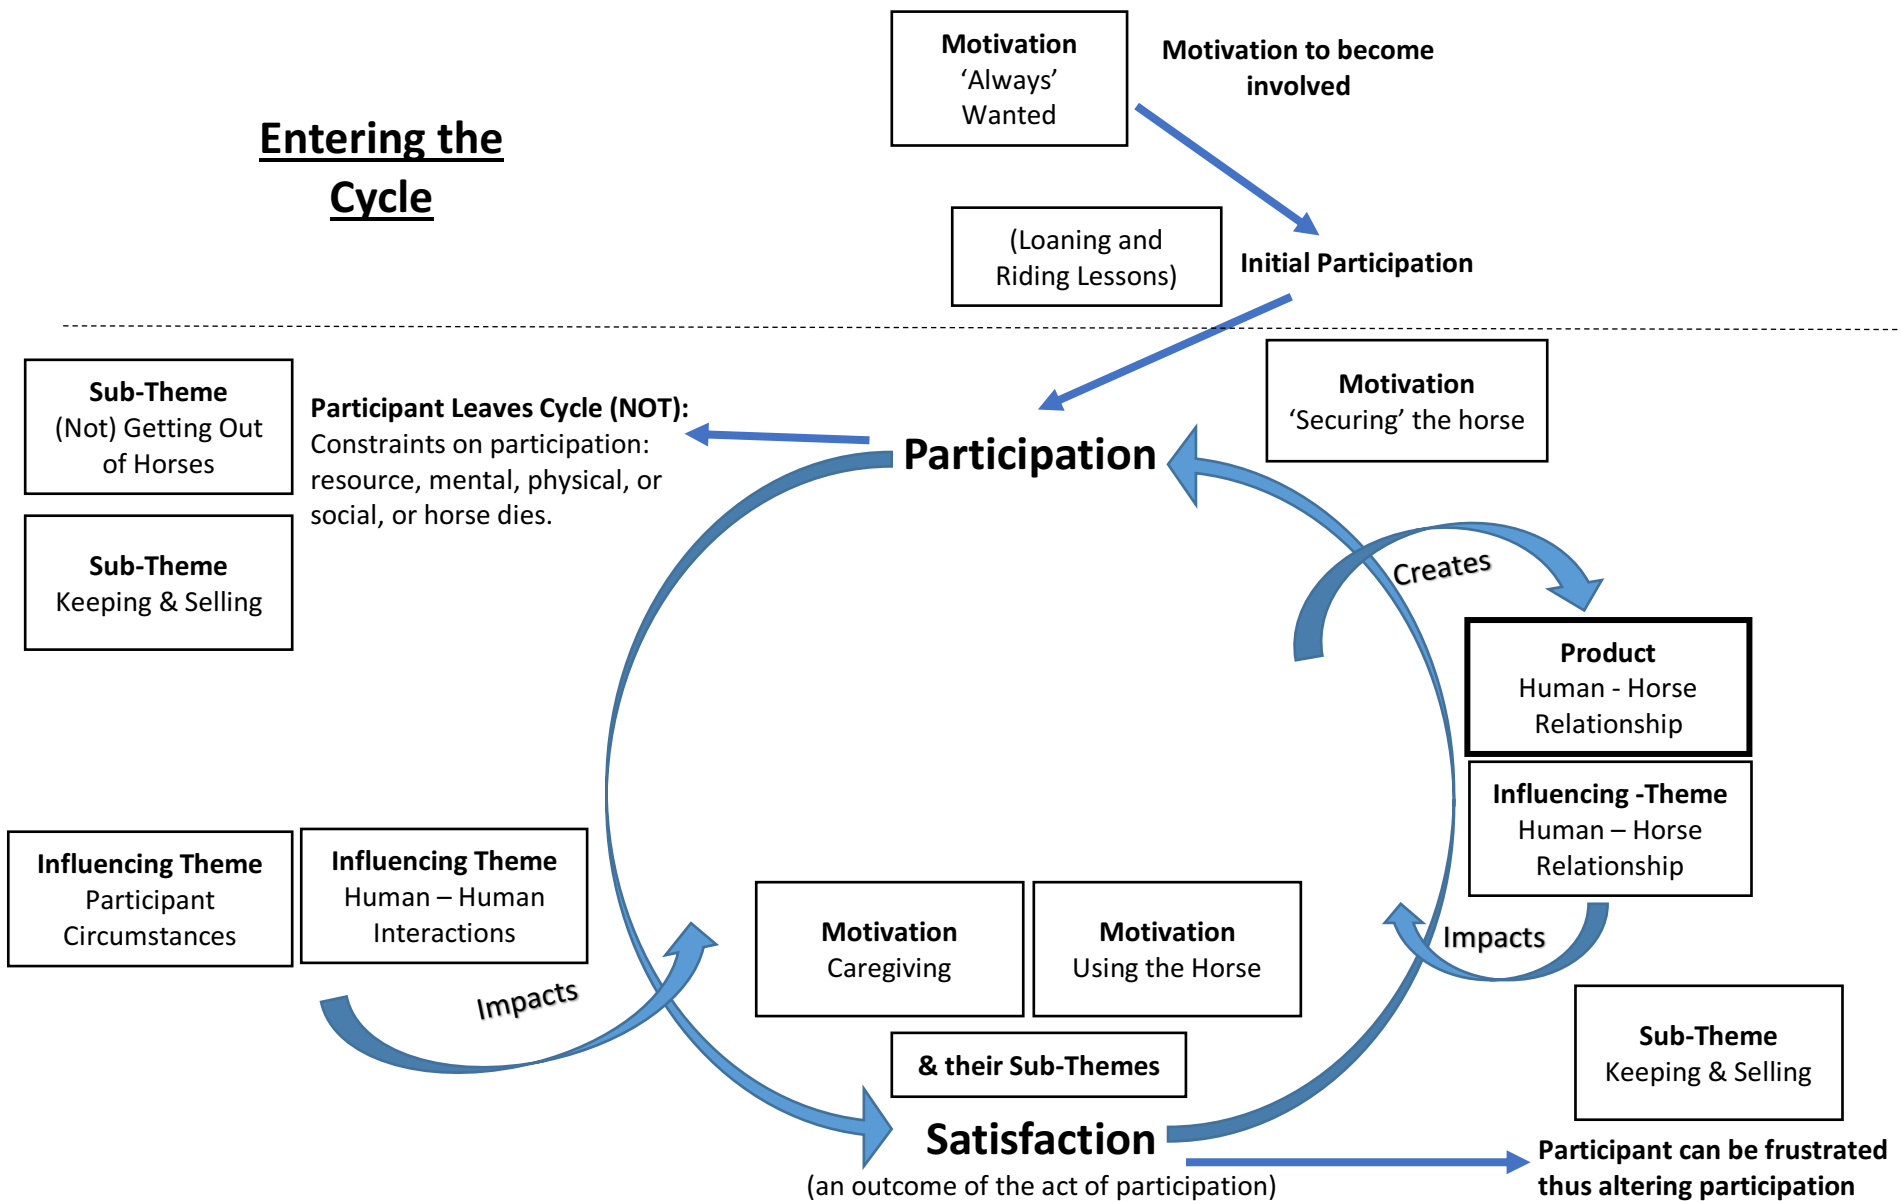 Entering the
Cycle
Motivation
‘Always’
Wanted
Motivation to become
involved
(Loaning and
Riding Lessons)
Initial Participation
Sub-Theme
(Not) Getting Out
of Horses
Sub-Theme
Keeping & Selling
Participant Leaves Cycle (NOT):
Constraints on participation:
resource, mental, physical, or
social, or horse dies.
Participation
Motivation
‘Securing’ the horse
Creates
Product
Human - Horse
Relationship
Influencing -Theme
Human – Horse
Relationship
Impacts
Influencing Theme
Participant
Circumstances
Influencing Theme
Human – Human
Interactions
Impacts
Motivation
Caregiving
Motivation
Using the Horse
& their Sub-Themes
Sub-Theme
Keeping & Selling
Satisfaction
(an outcome of the act of participation)
Participant can be frustrated
thus altering participation